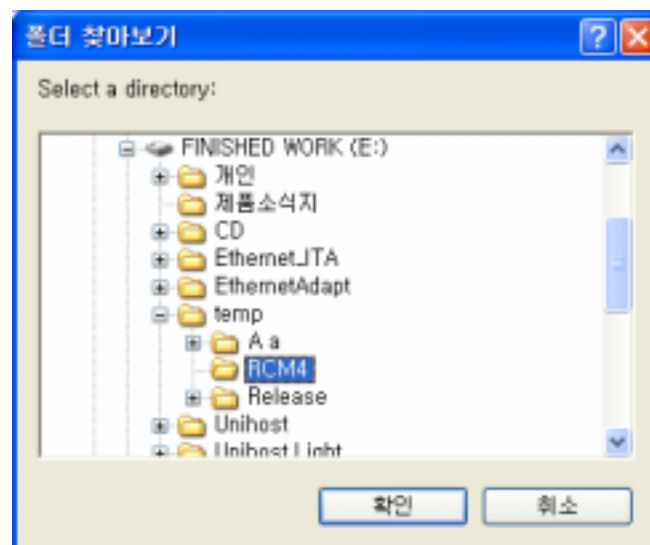 폴더 찾아보기
Select a directory:
FINISHED WORK (E:)
개인
제품소식지
CD
Ethernet_ITA
EthernetAdapt
temp
A a
RCM4
Release
Unihost
Unihost Light
확인
취소